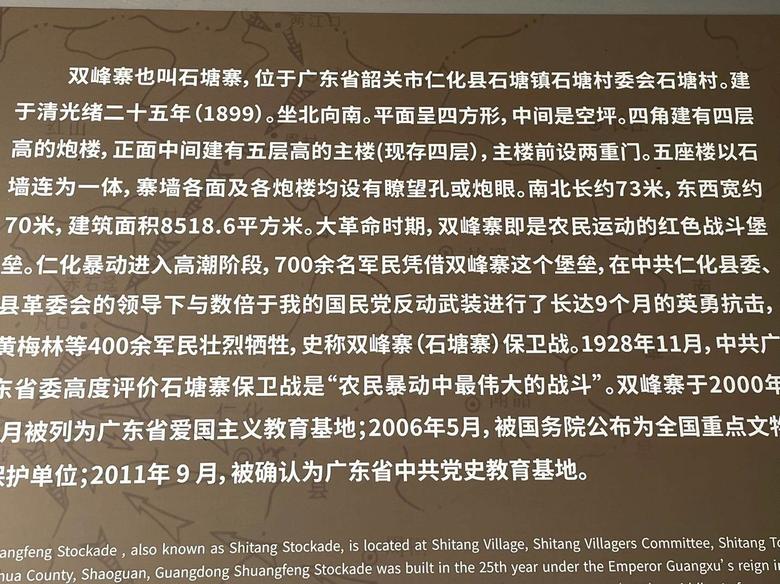 双峰寨也叫石塘寨，位于广东省韶关市仁化县石塘镇石塘村委会石塘村。建
于清光绪二十五年（1899）。坐北向南。平面呈四方形，中间是空坪。四角建有四层
高的炮楼，正面中间建有五层高的主楼(现存四层），主楼前设两重门。五座楼以石
墙连为一体，寨墙各面及各炮楼均设有瞭望孔或炮眼。南北长约73米，东西宽约
70米，建筑面积8518.6平方米。大革命时期，双峰寨即是农民运动的红色战斗堡
垒。仁化暴动进入高潮阶段，700余名军民凭借双峰寨这个堡垒，在中共仁化县委、
县革委会的领导下与数倍于我的国民党反动武装进行了长达9个月的英勇抗击，
黄梅林等400余军民壮烈牺牲，史称双峰寨（石塘寨）保卫战。1928年11月，中共广
东省委高度评价石塘寨保卫战是“农民暴动中最伟大的战斗”。双峰寨于2000年
月被列为广东省爱国主义教育基地；2006年5月，被国务院公布为全国重点文物
保护单位；2011年 9 月，被确认为广东省中共党史教育基地。
angfeng Stockade , also known as Shitang Stockade, is located at Shitang Village, Shitang Villagers Committee, Shitang To
hua County, Shaoguan, Guangdong Shuangfeng Stockade was built in the 25th year under the Emperor Guangxu's reign in